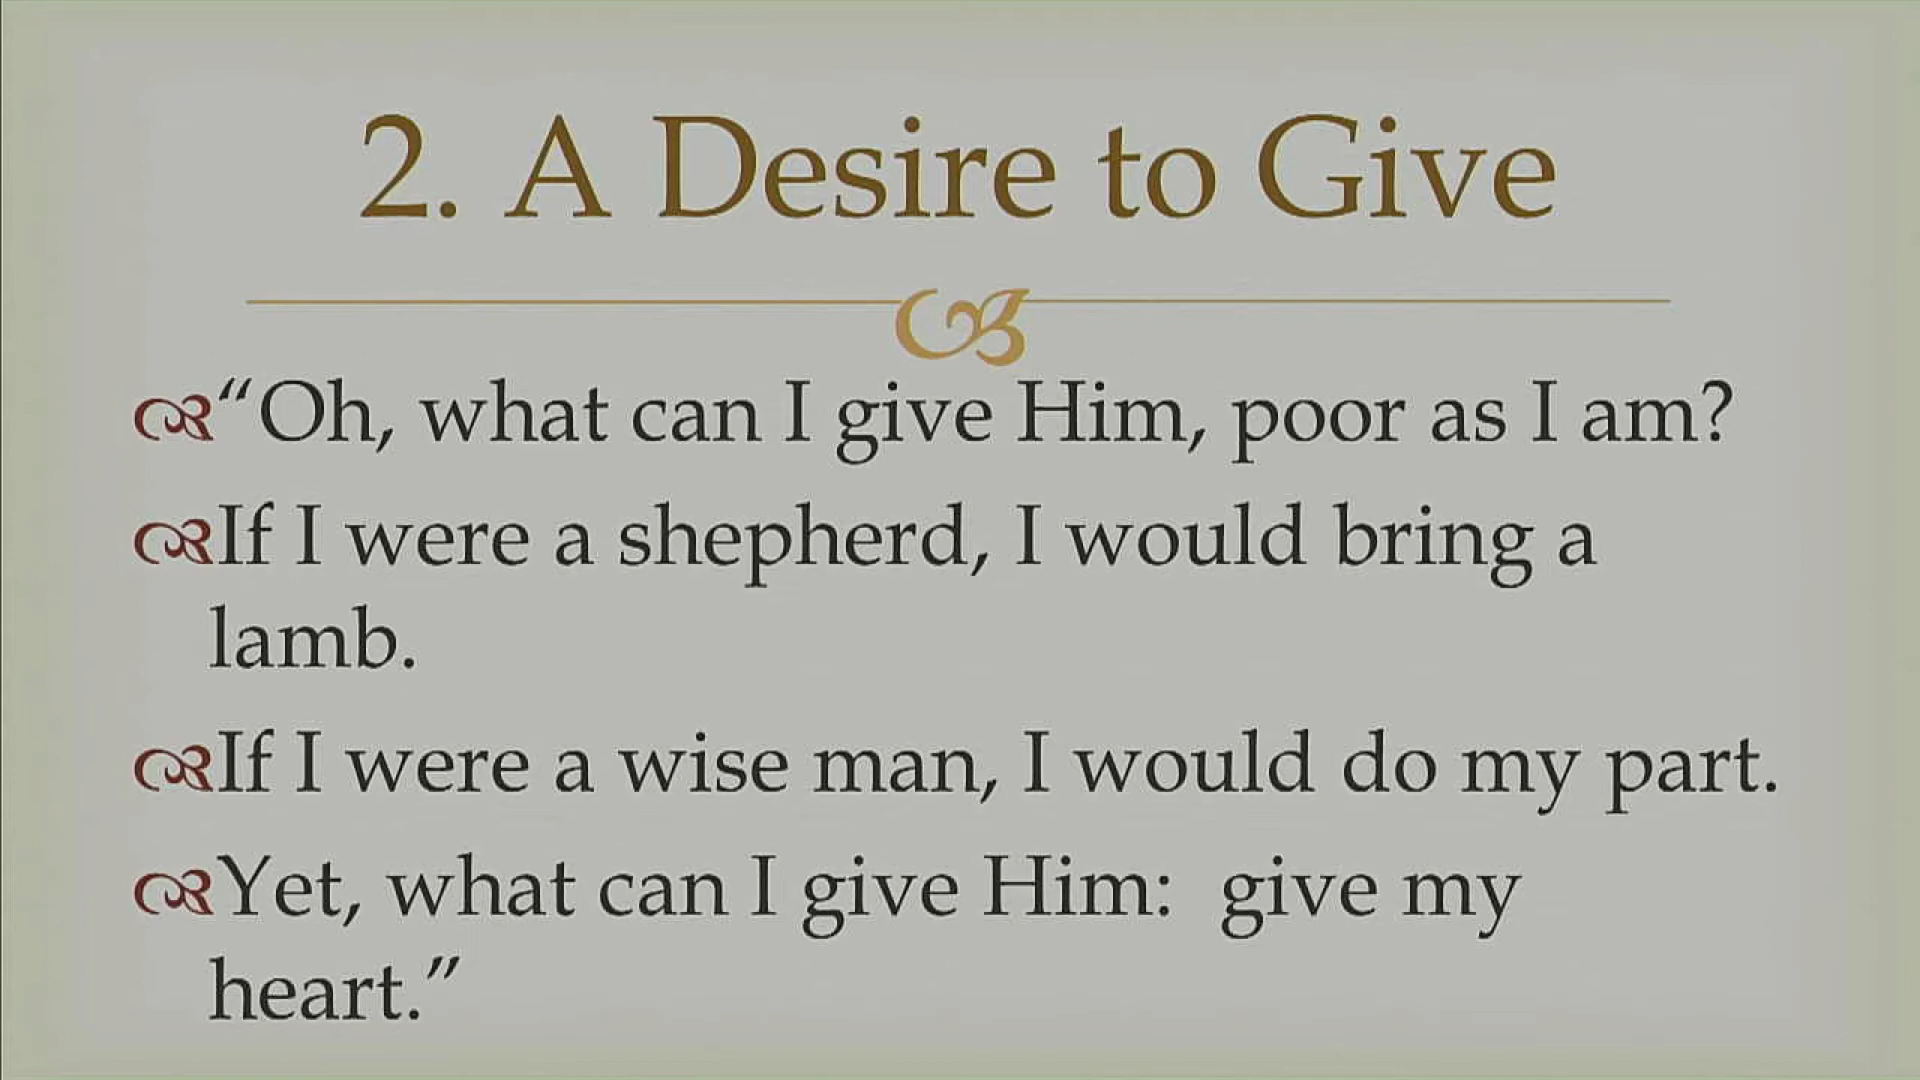 2. A Desire to Give
“Oh, what can I give Him, poor as I am?
If I were a shepherd, I would bring a
lamb.
If I were a wise man, I would do my part.
Yet, what can I give Him:  give my
heart.”